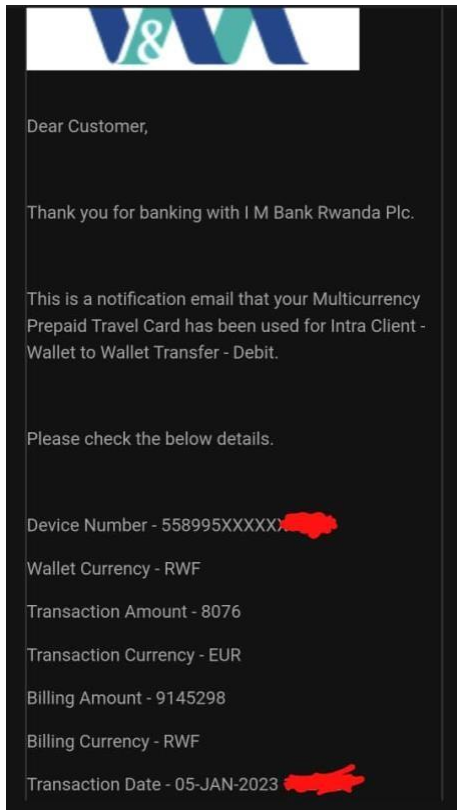 &
Dear Customer,
Thank you for banking with I M Bank Rwanda Plc.
This is a notification email that your Multicurrency
Prepaid Travel Card has been used for Intra Client -
Wallet to Wallet Transfer - Debit.
Please check the below details.
Device Number - 558995XXXXXX
Wallet Currency - RWF
Transaction Amount - 8076
Transaction Currency - EUR
Billing Amount - 9145298
Billing Currency - RWF
Transaction Date - 05-JAN-2023